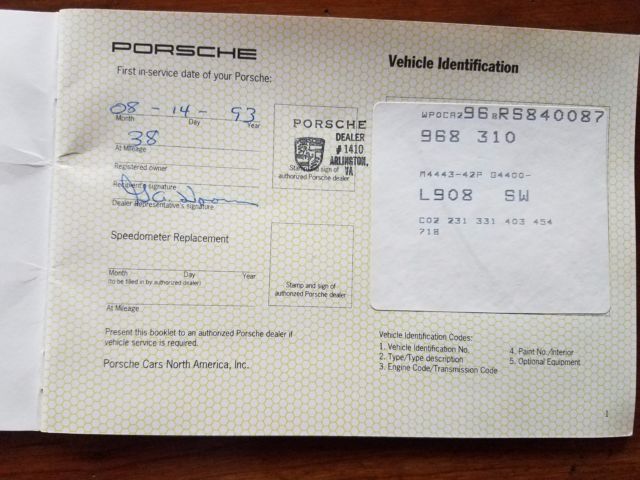 PORSCHE
First in-service date of your Porsche:
08 - 14 - 93
Month Day Year
38
At Mileage
Registered owner
Recipient's signature
Dealer Representative's signature
PORSCHE
DEALER
# 1410
ARLINGTON,
VA
Stamp and sign of
authorized Porsche dealer
Speedometer Replacement
Month Day Year
(to be filled in by authorized dealer)
At Mileage
Stamp and sign of
authorized Porsche dealer
Present this booklet to an authorized Porsche dealer if
vehicle service is required.
Porsche Cars North America, Inc.
Vehicle Identification
WP0CA296 RS840087
968 310
M4443-42P G4400-
L908 SW
C02 231 331 403 454
718
Vehicle Identification Codes:
1. Vehicle Identification No.
2. Type/Type description
3. Engine Code/Transmission Code
4. Paint No./Interior
5. Optional Equipment
1